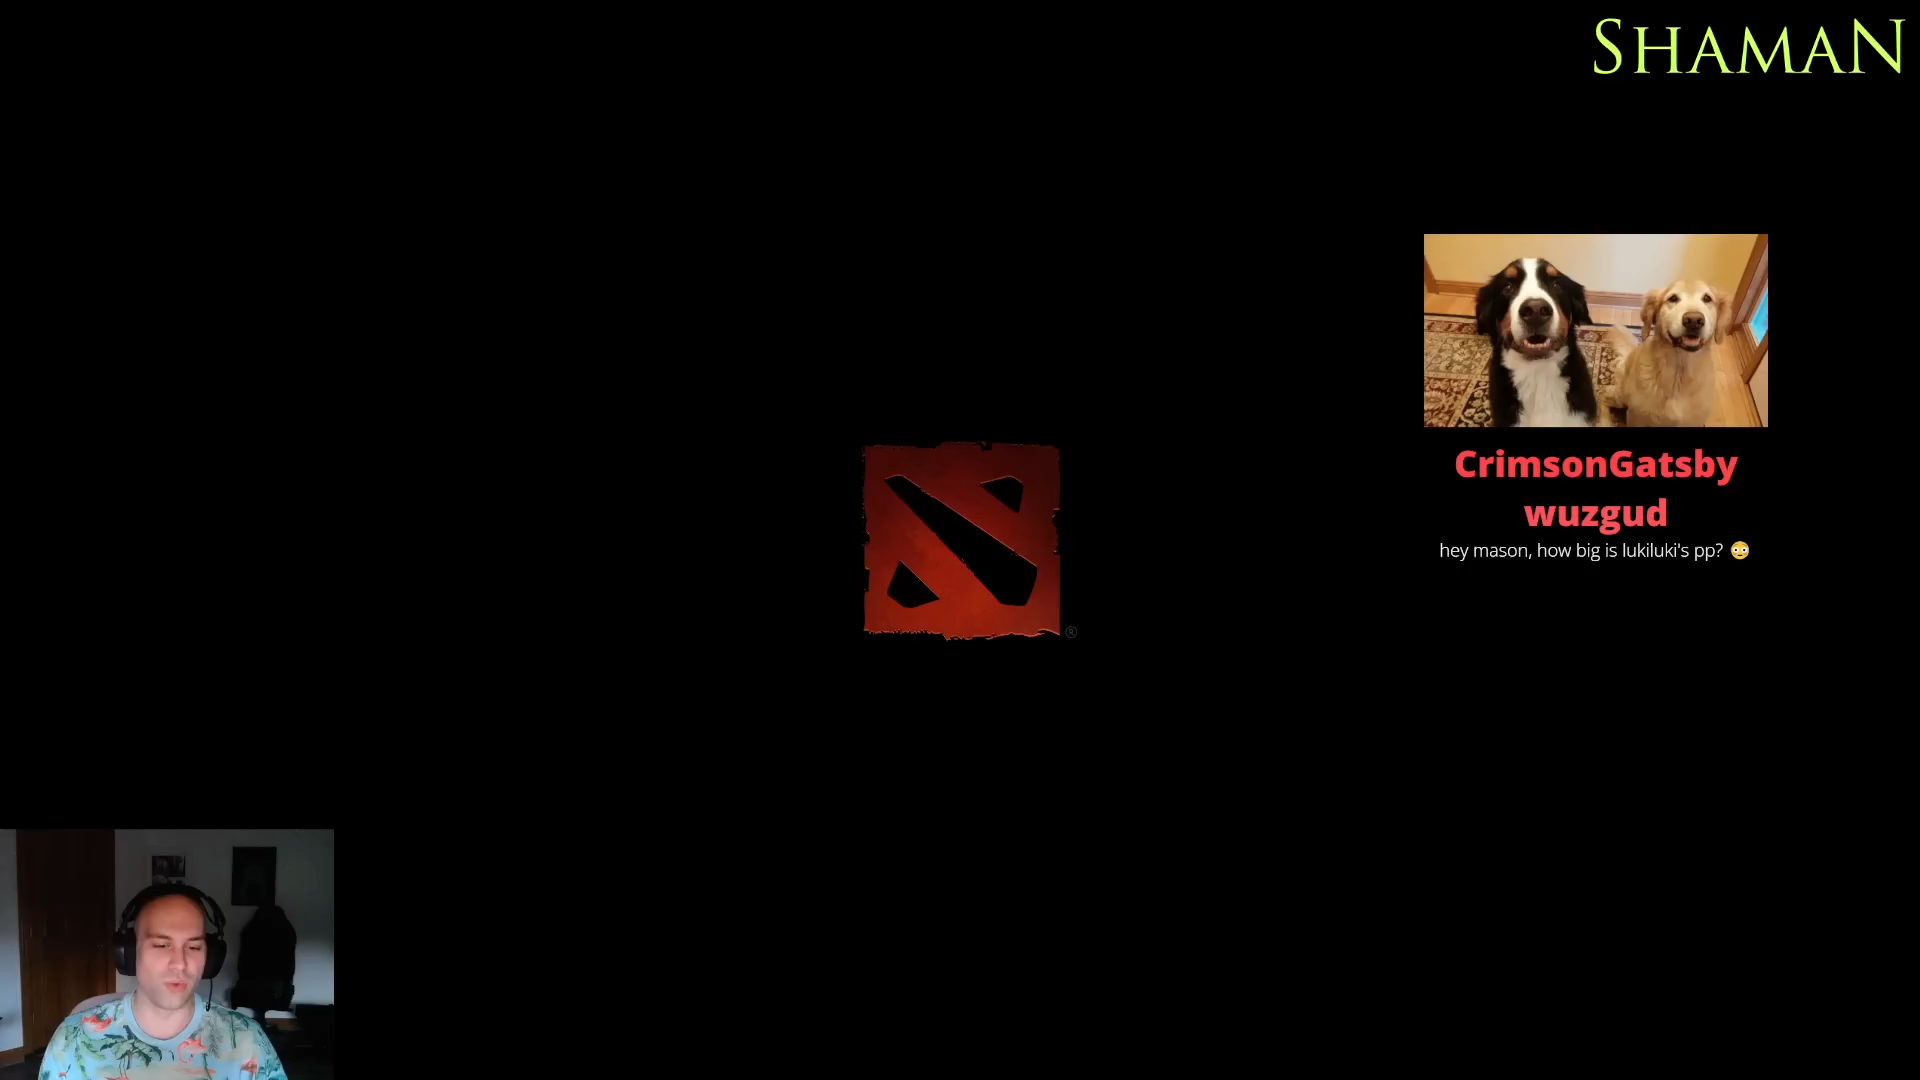 SHAMAN
CrimsonGatsby
wuzgud
hey mason, how big is lukiluki's pp? 😳
®